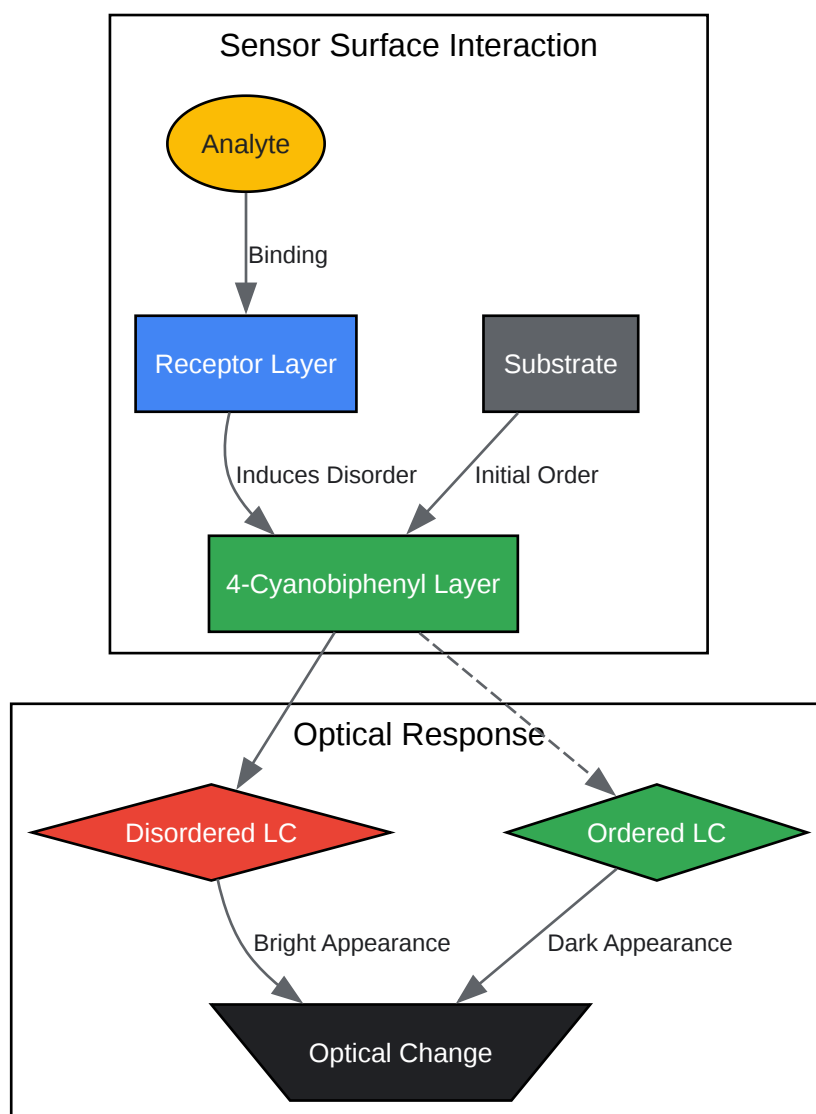 Sensor Surface Interaction
Analyte
Binding
Receptor Layer
Substrate
Induces Disorder
Initial Order
4-Cyanobiphenyl Layer
Optical Response
Disordered LC
Ordered LC
Bright Appearance
Dark Appearance
Optical Change